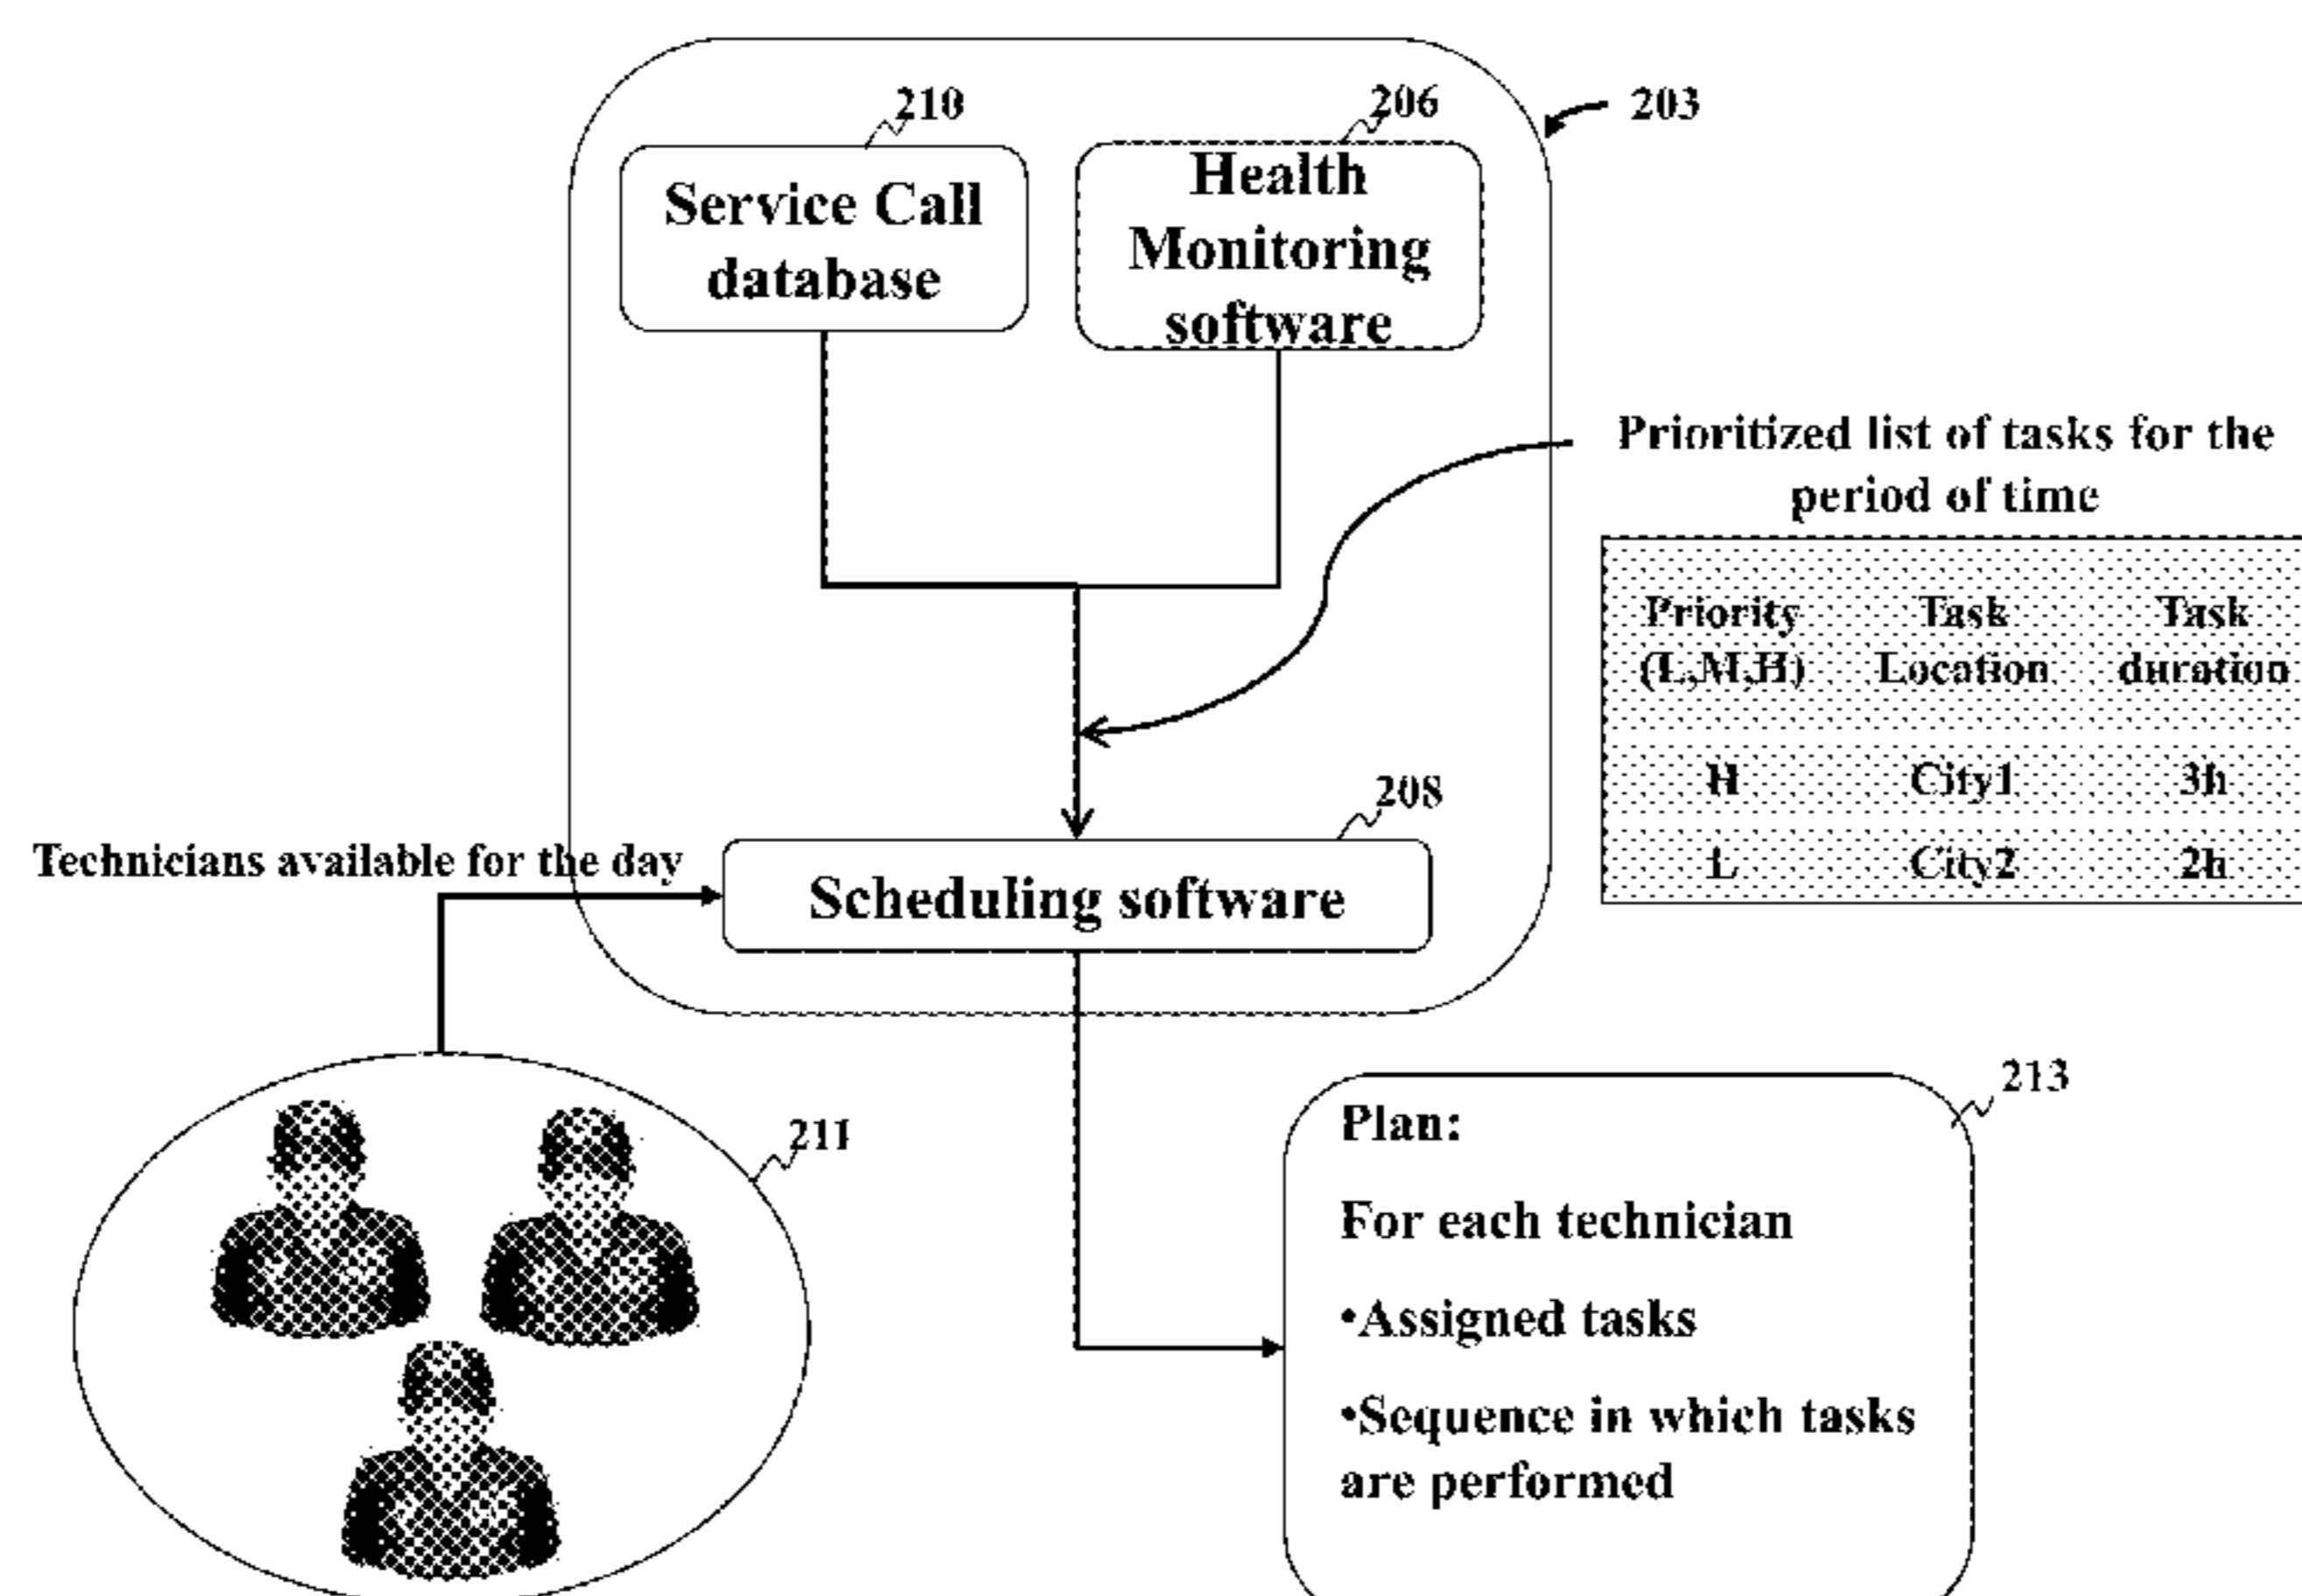 210
206
203
Service Call
database
Health
Monitoring
software
Prioritized list of tasks for the
period of time
Priority Task Task
(L,M,H) Location duration
H City1 3h
L City2 2h
208
Technicians available for the day
Scheduling software
211
213
Plan:
For each technician
•Assigned tasks
•Sequence in which tasks
are performed